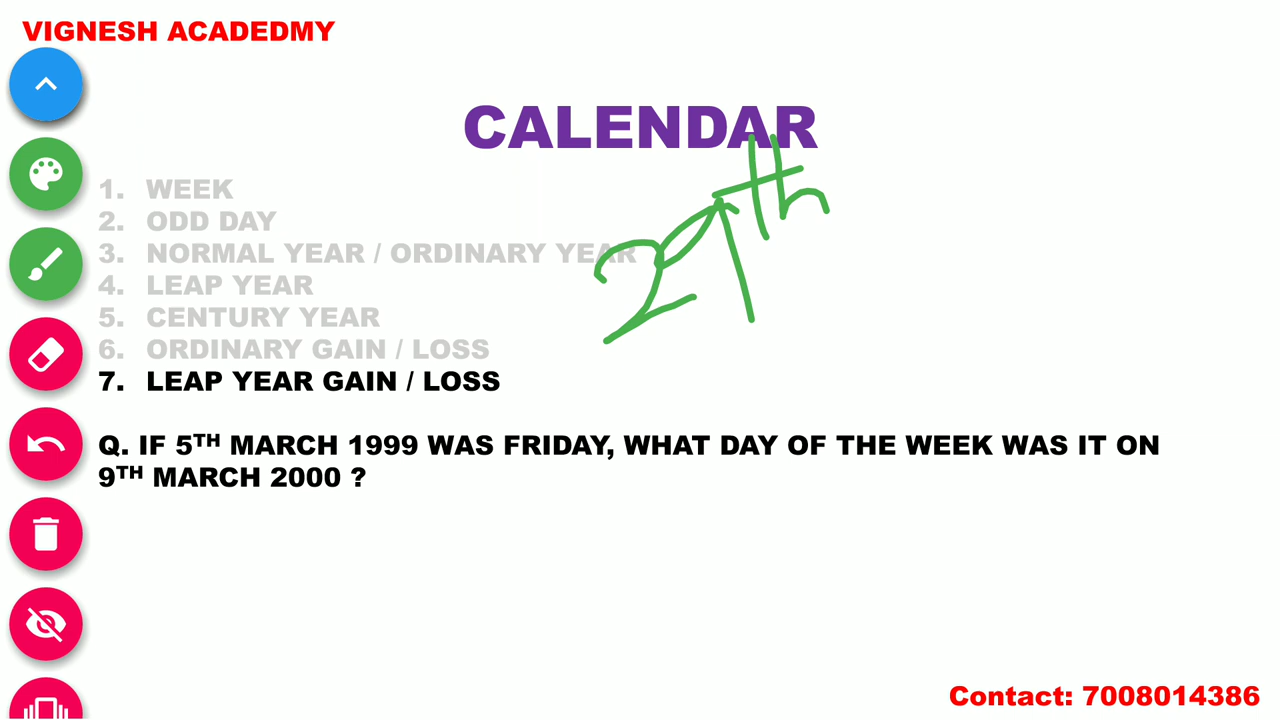 VIGNESH ACADEDMY
CALENDAR
29th
1. WEEK
2. ODD DAY
3. NORMAL YEAR / ORDINARY YEAR
4. LEAP YEAR
5. CENTURY YEAR
6. ORDINARY GAIN / LOSS
7. LEAP YEAR GAIN / LOSS
Q. IF 5TH MARCH 1999 WAS FRIDAY, WHAT DAY OF THE WEEK WAS IT ON
9TH MARCH 2000 ?
Contact: 7008014386